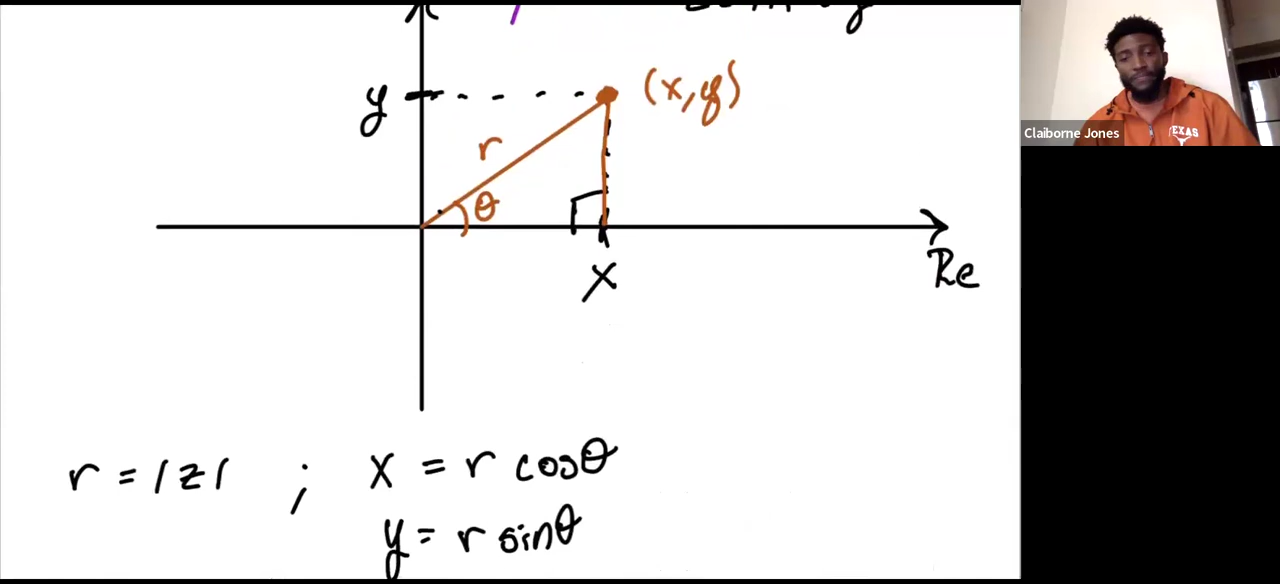 y
(x,y)
r
θ
x
Re
r = |z| ; x = r cosθ
y = r sinθ
Claiborne Jones
TEXAS